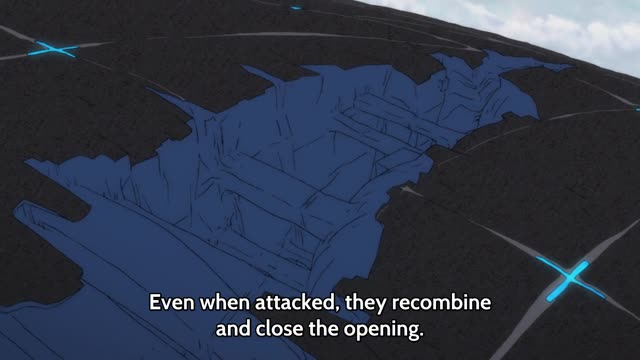 Even when attacked, they recombine
and close the opening.